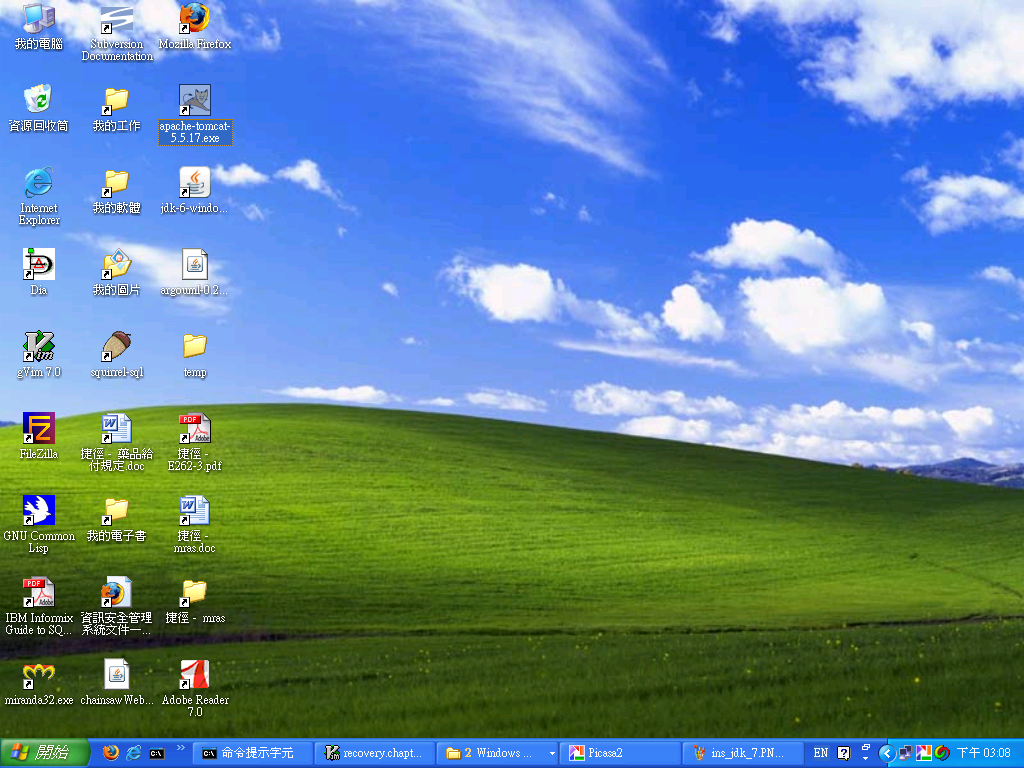 我的電腦
Subversion
Documentation
Mozilla Firefox
資源回收筒
我的工作
apache-tomcat-
5.5.17.exe
Internet
Explorer
我的軟體
jdk-6-windo...
Dia
我的圖片
argouml-0.2...
gVim 7.0
squirrel-sql
temp
FileZilla
捷徑 - 藥品給
付規定.doc
捷徑 -
E262-3.pdf
GNU Common
Lisp
我的電子書
捷徑 -
mras.doc
IBM Informix
Guide to SQ...
資訊安全管理
系統文件一...
捷徑 - mras
miranda32.exe
chainsawWeb...
Adobe Reader
7.0
開始
命令提示字元
recovery.chapt...
2 Windows ...
Picasa2
ins_jdk_7.PN...
EN
下午 03:08